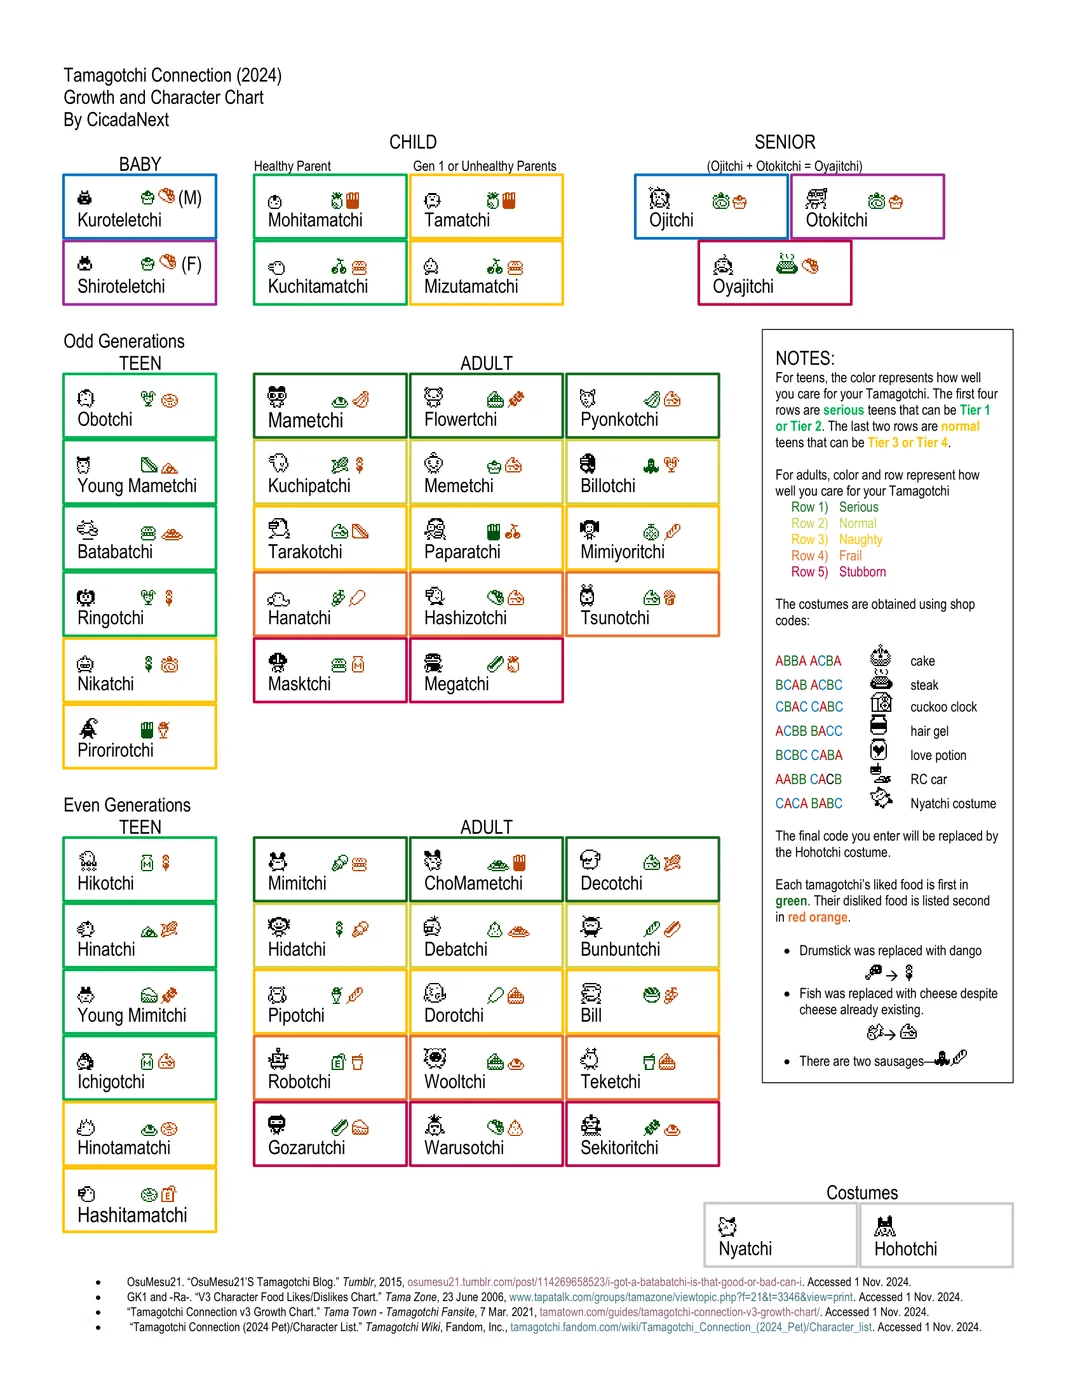 Tamagotchi Connection (2024)
Growth and Character Chart
By CicadaNext
BABY
Kuroteletchi (M)
Shiroteletchi (F)
CHILD
Healthy Parent
Gen 1 or Unhealthy Parents
Mohitamatchi
Tamatchi
Kuchitamatchi
Mizutamatchi
SENIOR
(Ojitchi + Otokitchi = Oyajitchi)
Ojitchi
Otokitchi
Oyajitchi
Odd Generations
TEEN
Obotchi
Young Mametchi
Batabatchi
Ringotchi
Nikatchi
Pirorirotchi
ADULT
Mametchi
Flowertchi
Pyonkotchi
Kuchipatchi
Memetchi
Billotchi
Tarakotchi
Paparatchi
Mimiyoritchi
Hanatchi
Hashizotchi
Tsunotchi
Masktchi
Megatchi
NOTES:
For teens, the color represents how well
you care for your Tamagotchi. The first four
rows are serious teens that can be Tier 1
or Tier 2. The last two rows are normal
teens that can be Tier 3 or Tier 4.
For adults, color and row represent how
well you care for your Tamagotchi
Row 1) Serious
Row 2) Normal
Row 3) Naughty
Row 4) Frail
Row 5) Stubborn
The costumes are obtained using shop
codes:
ABBA ACBA cake
BCAB ACBC steak
CBAC CABC cuckoo clock
ACBB BACC hair gel
BCBC CABA love potion
AABB CACB RC car
CACA BABC Nyatchi costume
The final code you enter will be replaced by
the Hohotchi costume.
Each tamagotchi's liked food is first in
green. Their disliked food is listed second
in red orange.
• Drumstick was replaced with dango
→
• Fish was replaced with cheese despite
cheese already existing.
→
• There are two sausages—
Even Generations
TEEN
Hikotchi
Hinatchi
Young Mimitchi
Ichigotchi
Hinotamatchi
Hashitamatchi
ADULT
Mimitchi
ChoMametchi
Decotchi
Hidatchi
Debatchi
Bunbuntchi
Pipotchi
Dorotchi
Bill
Robotchi
Wooltchi
Teketchi
Gozarutchi
Warusotchi
Sekitoritchi
Costumes
Nyatchi
Hohotchi
• OsuMesu21. “OsuMesu21’S Tamagotchi Blog.” Tumblr, 2015, osumesu21.tumblr.com/post/114269658523/i-got-a-batabatchi-is-that-good-or-bad-can-i. Accessed 1 Nov. 2024.
• GK1 and -Ra-. “V3 Character Food Likes/Dislikes Chart.” Tama Zone, 23 June 2006, www.tapatalk.com/groups/tamazone/viewtopic.php?f=21&t=3346&view=print. Accessed 1 Nov. 2024.
• “Tamagotchi Connection v3 Growth Chart.” Tama Town - Tamagotchi Fansite, 7 Mar. 2021, tamatown.com/guides/tamagotchi-connection-v3-growth-chart/. Accessed 1 Nov. 2024.
• “Tamagotchi Connection (2024 Pet)/Character List.” Tamagotchi Wiki, Fandom, Inc., tamagotchi.fandom.com/wiki/Tamagotchi_Connection_(2024_Pet)/Character_list. Accessed 1 Nov. 2024.